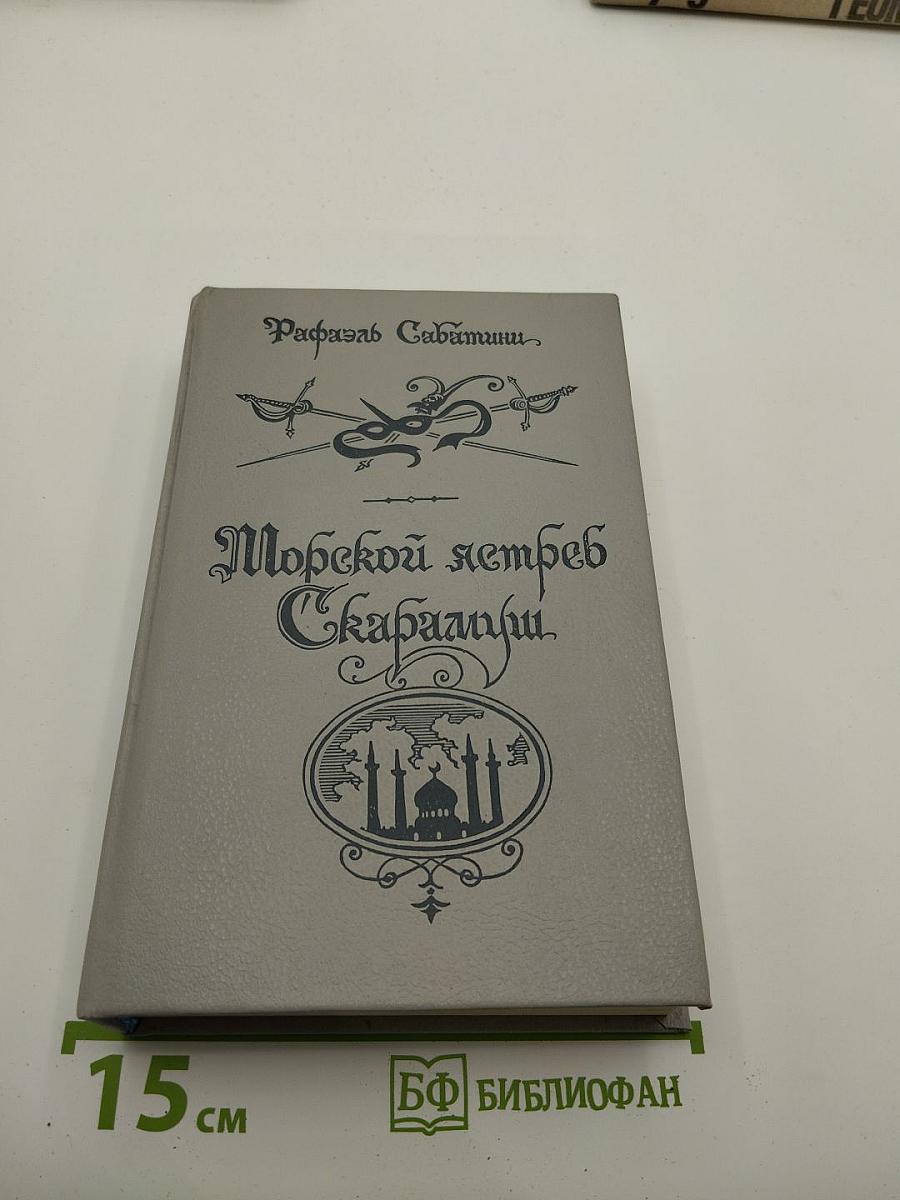 Рафаэль Сабатини
Морской ястреб
Скарамуш
15 см
БФ БИБЛИОФАН